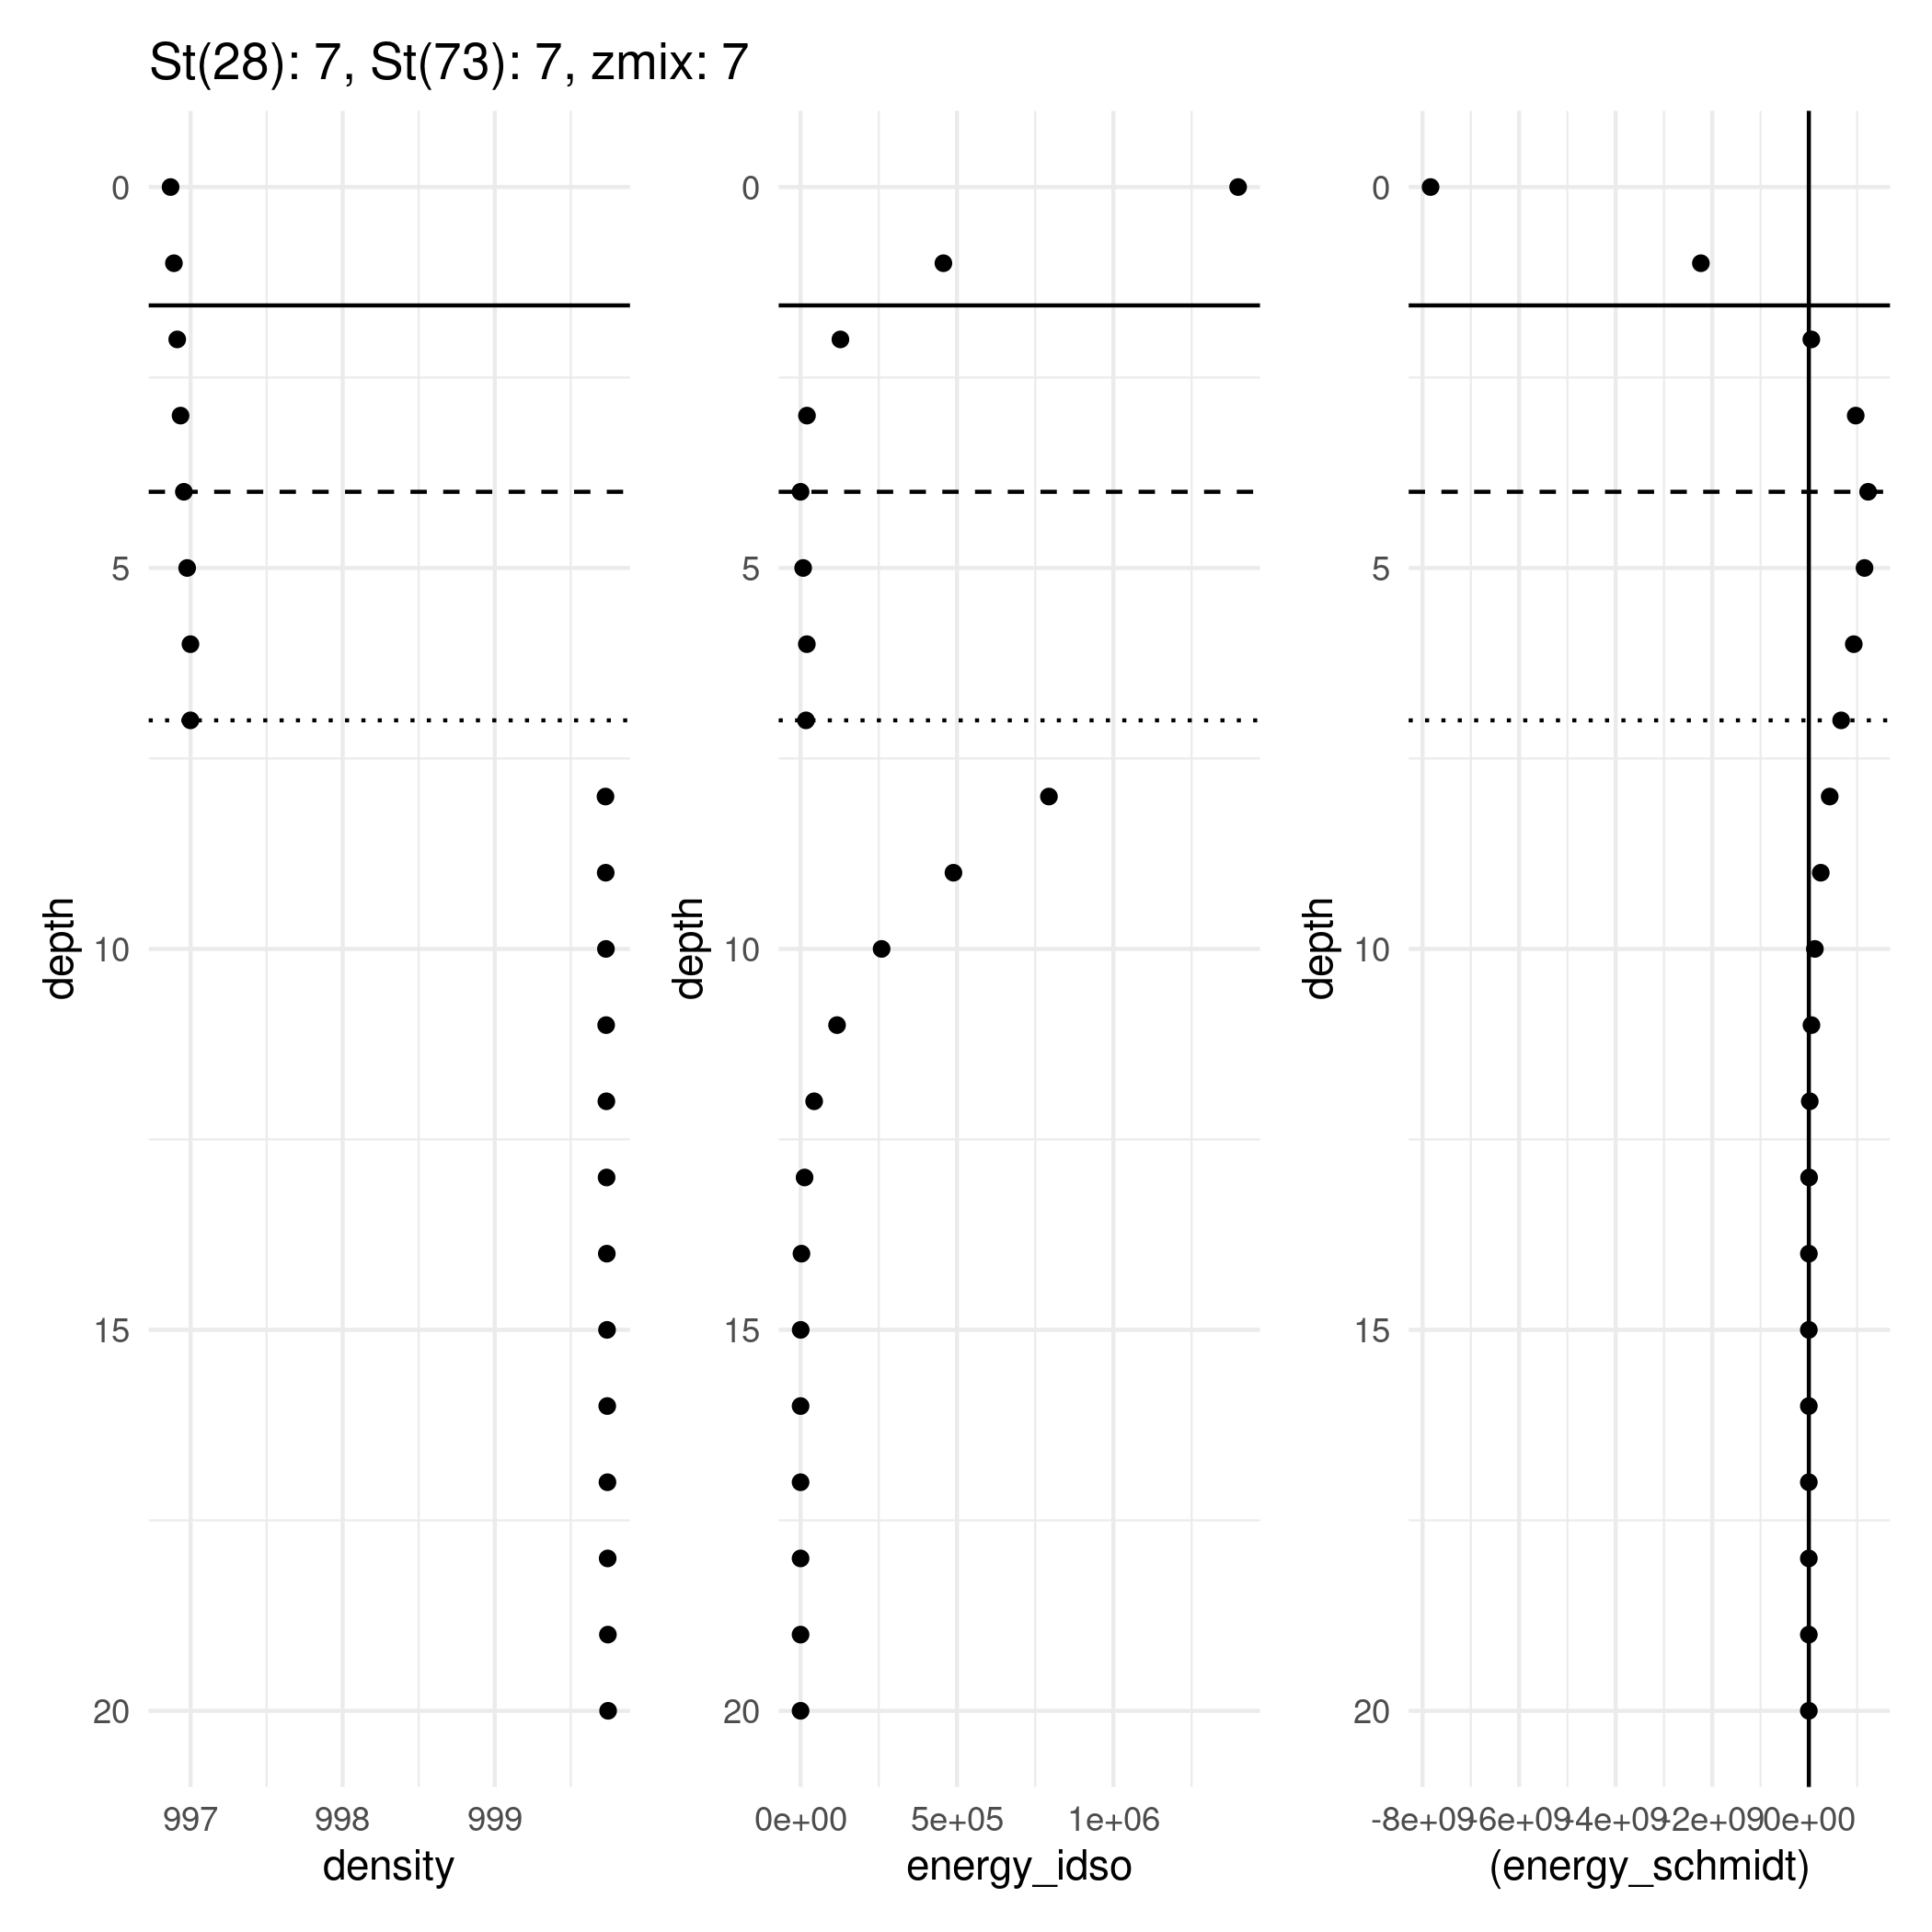 St(28): 7, St(73): 7, zmix: 7
0
5
10
15
20
depth
997 998 999
density
0
5
10
15
20
depth
0e+00 5e+05 1e+06
energy_idso
0
5
10
15
20
depth
-8e+09 -6e+09 -4e+09 -2e+09 0e+00
(energy_schmidt)